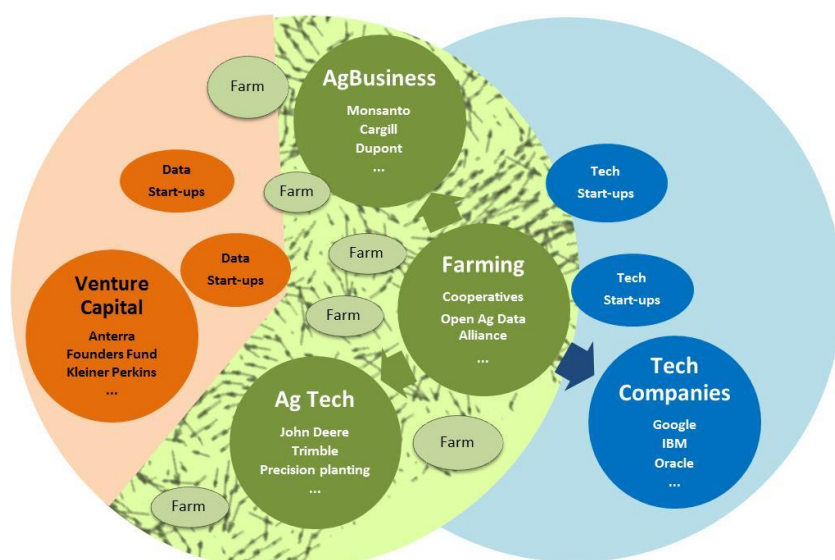 Farm
AgBusiness
Monsanto
Cargill
Dupont
...
Data
Start-ups
Farm
Tech
Start-ups
Data
Start-ups
Farm
Venture
Capital
Anterra
Founders Fund
Kleiner Perkins
...
Farm
Farming
Cooperatives
Open Ag Data
Alliance
...
Tech
Start-ups
Ag Tech
John Deere
Trimble
Precision planting
...
Farm
Tech
Companies
Google
IBM
Oracle
...
Farm